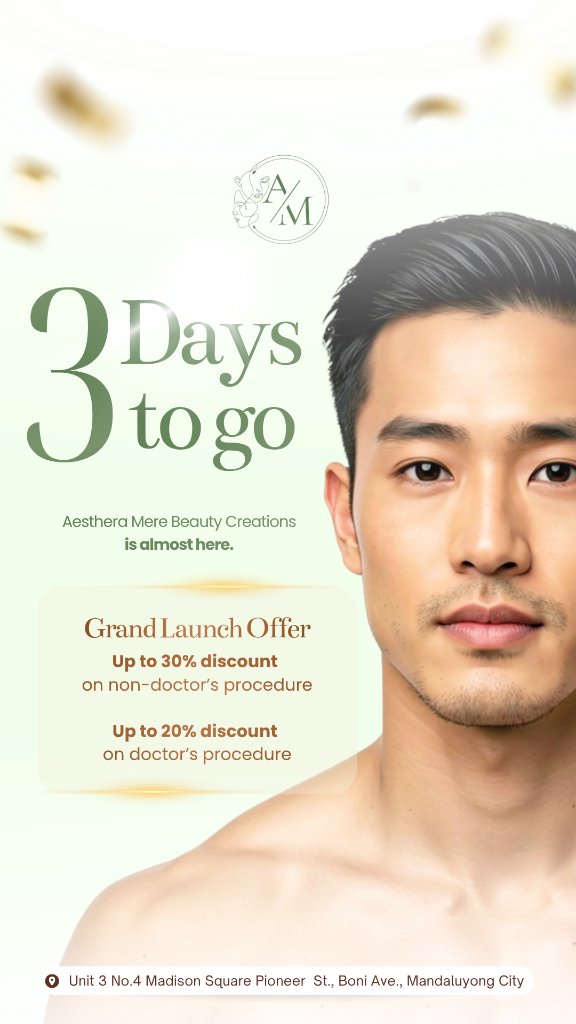 A/M
3 Days
to go
Aesthera Mere Beauty Creations
is almost here.
Grand Launch Offer
Up to 30% discount
on non-doctor's procedure
Up to 20% discount
on doctor's procedure
Unit 3 No.4 Madison Square Pioneer St., Boni Ave., Mandaluyong City